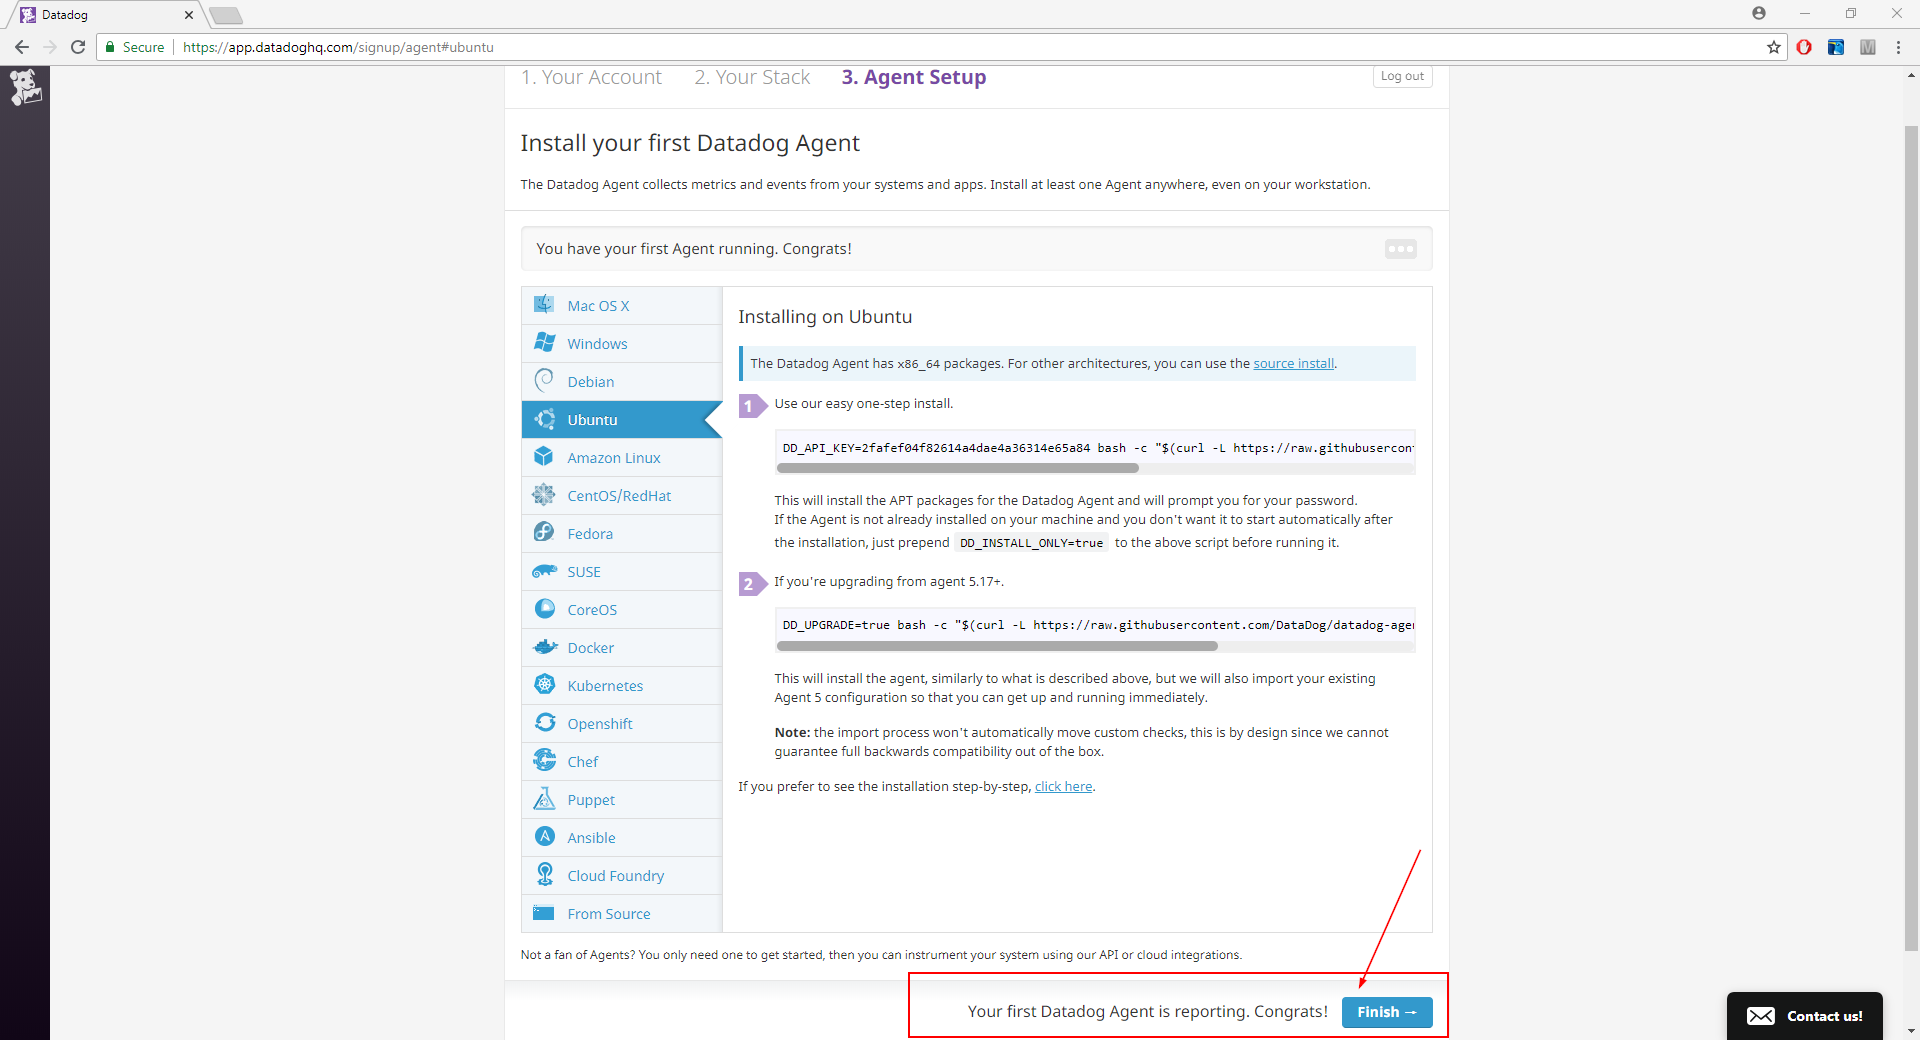 Datadog
Secure
https://app.datadoghq.com/signup/agent#ubuntu
1. Your Account
2. Your Stack
3. Agent Setup
Log out
Install your first Datadog Agent
The Datadog Agent collects metrics and events from your systems and apps. Install at least one Agent anywhere, even on your workstation.
You have your first Agent running. Congrats!
Mac OS X
Windows
Debian
Ubuntu
Amazon Linux
CentOS/RedHat
Fedora
SUSE
CoreOS
Docker
Kubernetes
Openshift
Chef
Puppet
Ansible
Cloud Foundry
From Source
Installing on Ubuntu
The Datadog Agent has x86_64 packages. For other architectures, you can use the source install.
1
Use our easy one-step install.
DD_API_KEY=2fafef04f82614a4dae4a36314e65a84 bash -c "$(curl -L https://raw.githubusercon
This will install the APT packages for the Datadog Agent and will prompt you for your password.
If the Agent is not already installed on your machine and you don't want it to start automatically after
the installation, just prepend DD_INSTALL_ONLY=true to the above script before running it.
2
If you're upgrading from agent 5.17+.
DD_UPGRADE=true bash -c "$(curl -L https://raw.githubusercontent.com/DataDog/datadog-age
This will install the agent, similarly to what is described above, but we will also import your existing
Agent 5 configuration so that you can get up and running immediately.
Note: the import process won't automatically move custom checks, this is by design since we cannot
guarantee full backwards compatibility out of the box.
If you prefer to see the installation step-by-step, click here.
Not a fan of Agents? You only need one to get started, then you can instrument your system using our API or cloud integrations.
Your first Datadog Agent is reporting. Congrats!
Finish →
Contact us!